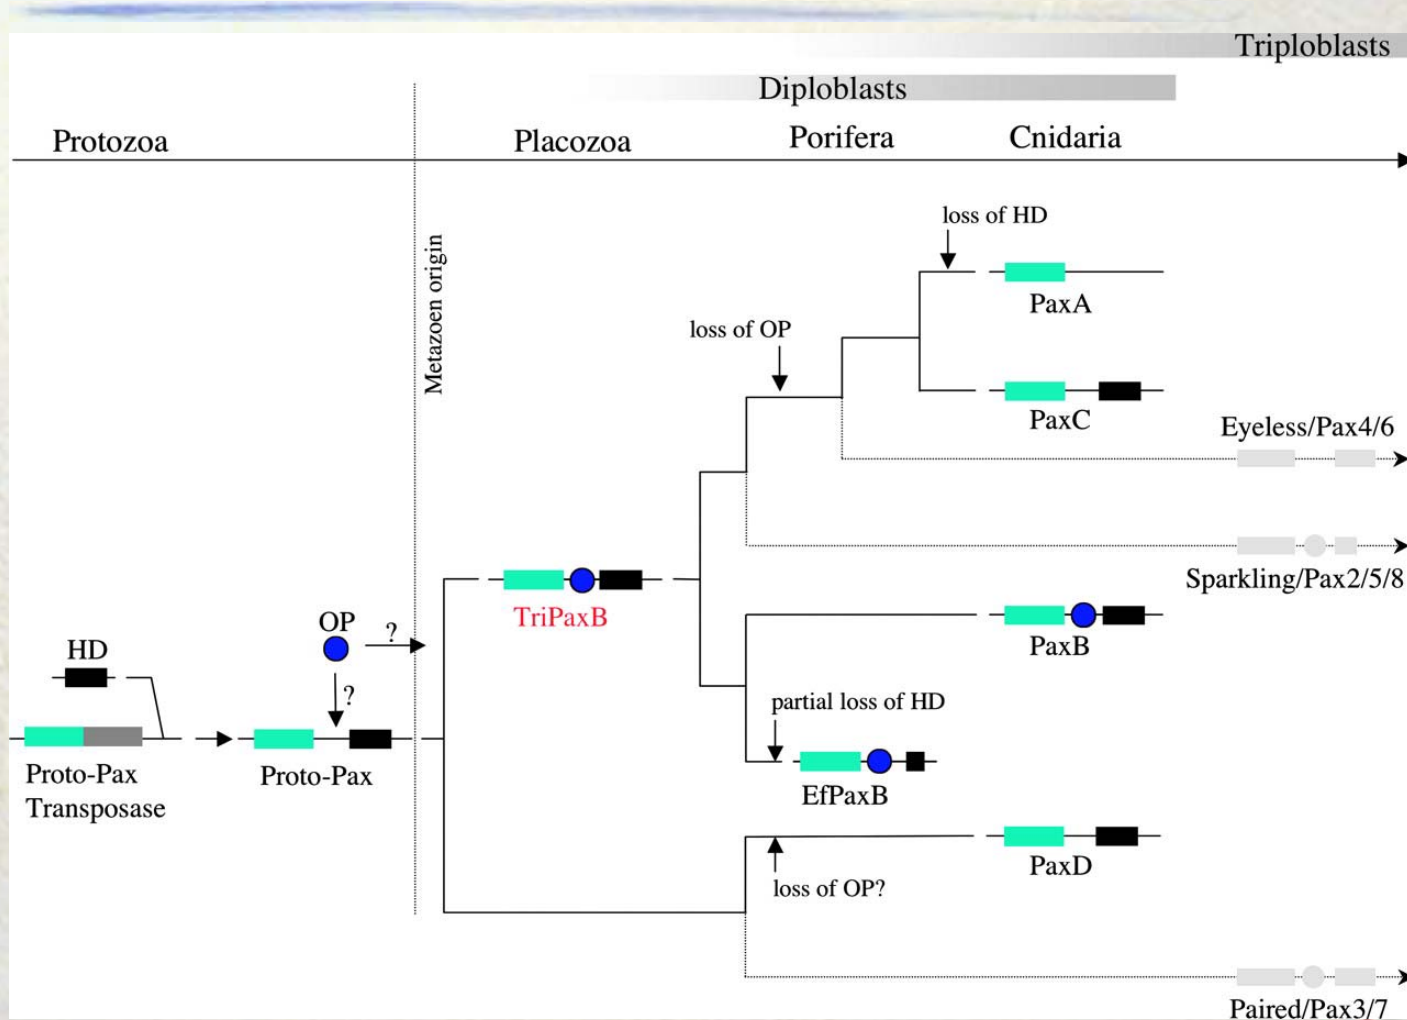 Triploblasts
Diploblasts
Protozoa
Placozoa
Porifera
Cnidaria
Metazoen origin
loss of HD
PaxA
loss of OP
PaxC
Eyeless/Pax4/6
Sparkling/Pax2/5/8
TriPaxB
PaxB
OP
?
HD
?
partial loss of HD
Proto-Pax
Transposase
Proto-Pax
EfPaxB
PaxD
loss of OP?
Paired/Pax3/7